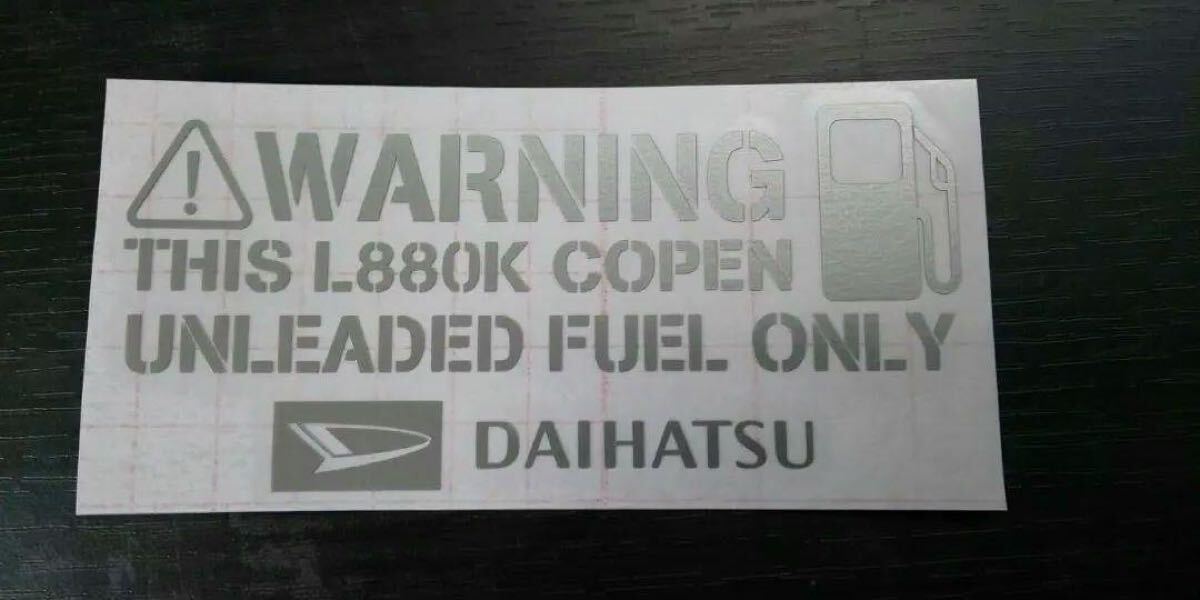 WARNING
THIS L880K COPEN
UNLEADED FUEL ONLY
DAIHATSU